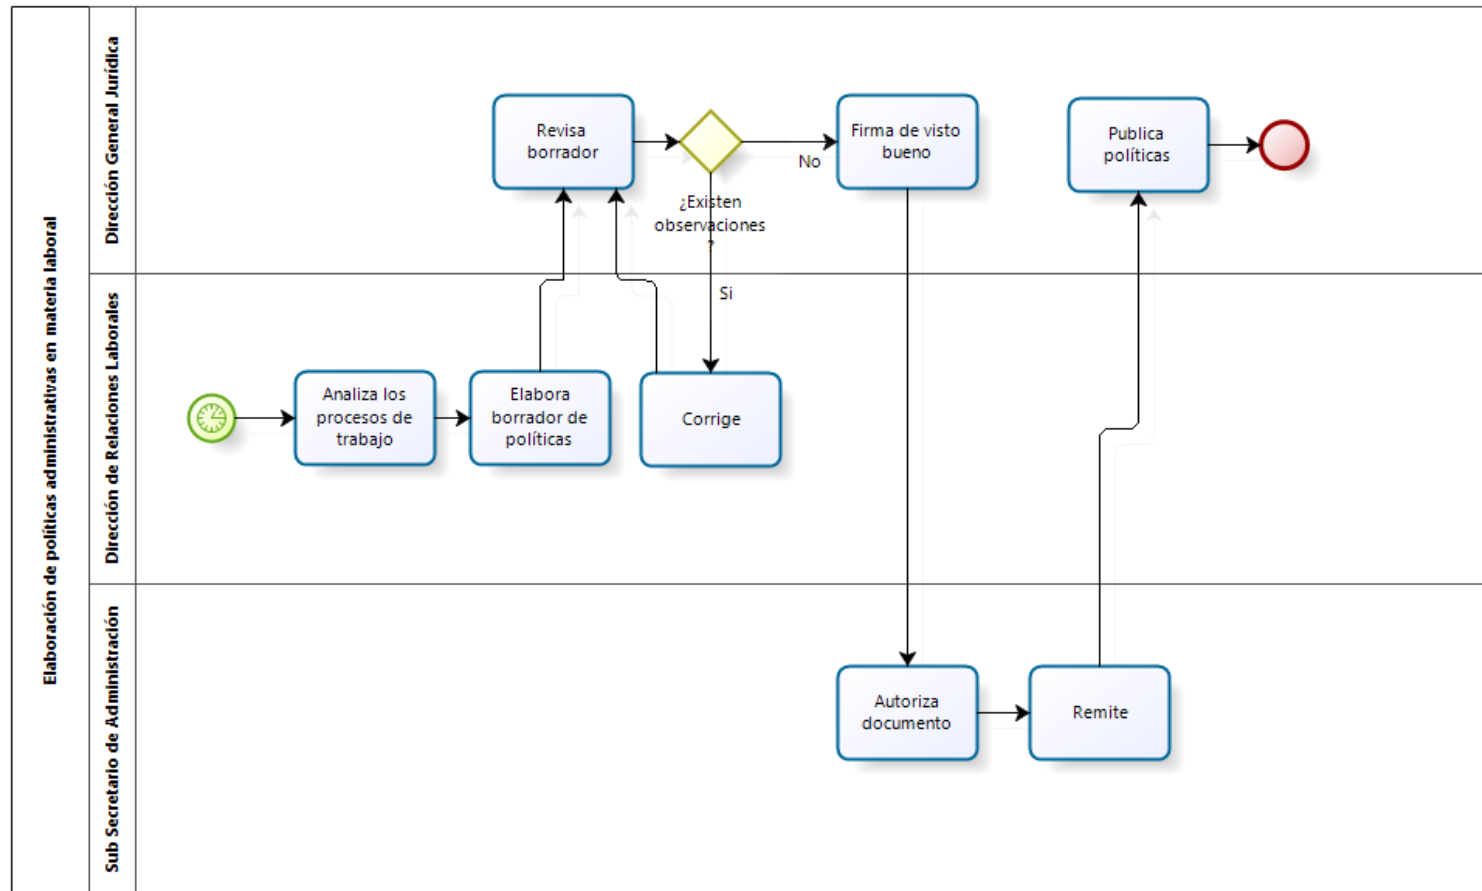 Elaboración de políticas administrativas en materia laboral
Dirección General Jurídica
Revisa
borrador
¿Existen
observaciones
?
No
Si
Firma de visto
bueno
Publica
políticas
Dirección de Relaciones Laborales
Analiza los
procesos de
trabajo
Elabora
borrador de
políticas
Corrige
Sub Secretario de Administración
Autoriza
documento
Remite